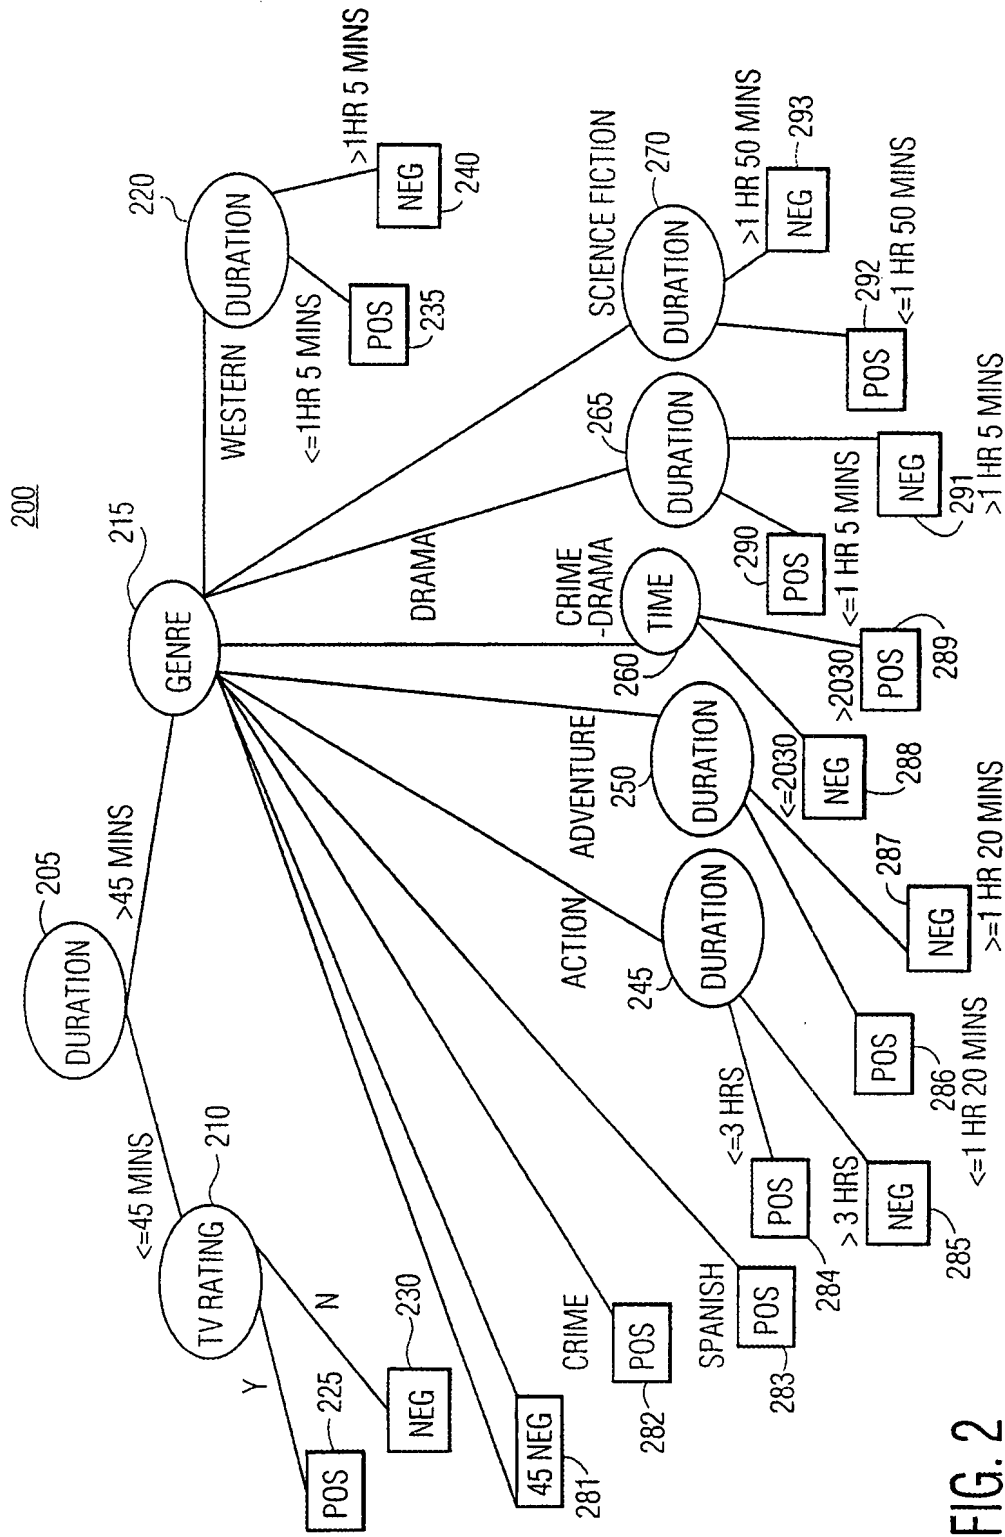 200
DURATION
205
<=45 MINS
>45 MINS
TV RATING
210
GENRE
215
WESTERN
DURATION
220
Y
N
POS
225
NEG
230
<=1HR 5 MINS
>1HR 5 MINS
POS
235
NEG
240
45 NEG
281
CRIME
POS
282
SPANISH
POS
283
ACTION
245
DURATION
ADVENTURE
250
DURATION
CRIME
-DRAMA
260
TIME
DRAMA
265
DURATION
SCIENCE FICTION
270
DURATION
<=3 HRS
POS
284
> 3 HRS
NEG
285
POS
286
<=1 HR 20 MINS
NEG
287
>=1 HR 20 MINS
<=2030
NEG
288
>2030
POS
289
290
POS
<=1 HR 5 MINS
NEG
291
>1 HR 5 MINS
POS
292
<=1 HR 50 MINS
>1 HR 50 MINS
NEG
293
FIG. 2